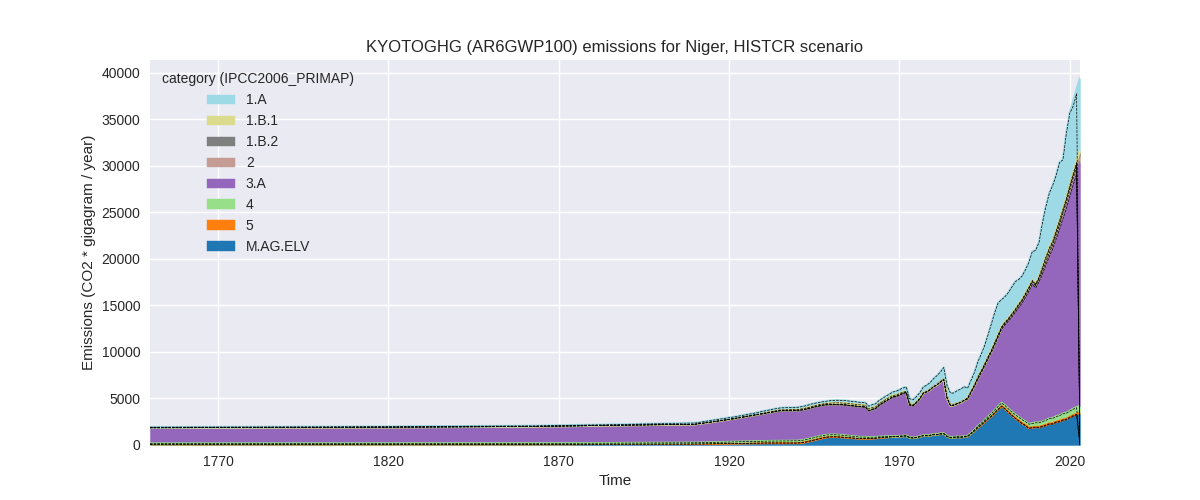 KYOTOGHG (AR6GWP100) emissions for Niger, HISTCR scenario
Emissions (CO2 * gigagram / year)
40000
35000
30000
25000
20000
15000
10000
5000
0
category (IPCC2006_PRIMAP)
1.A
1.B.1
1.B.2
2
3.A
4
5
M.AG.ELV
1770
1820
1870
1920
1970
2020
Time